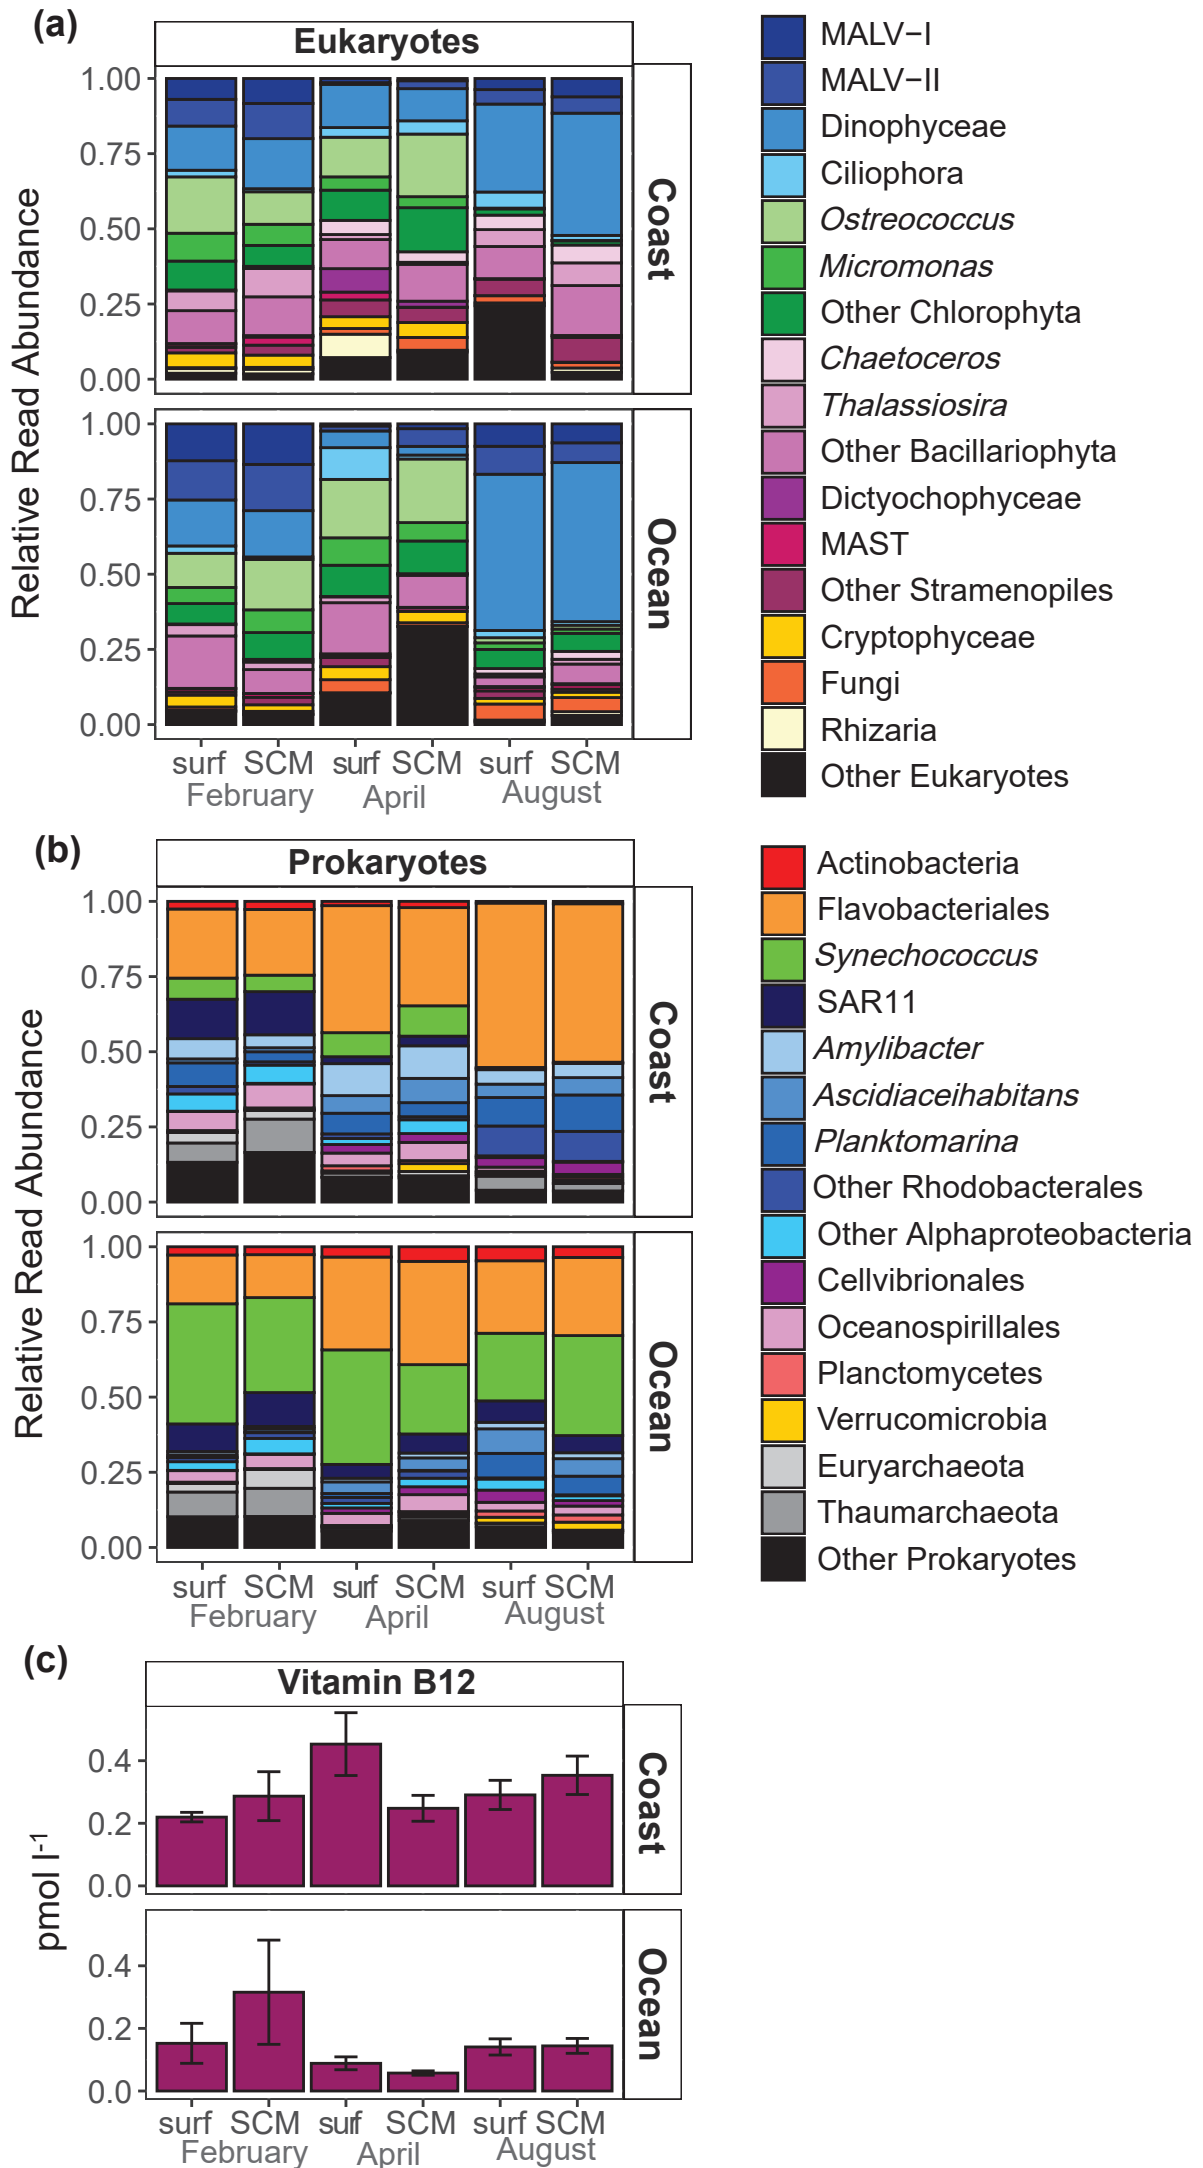 (a)
Eukaryotes
Relative Read Abundance
1.00
0.75
0.50
0.25
0.00
Coast
1.00
0.75
0.50
0.25
0.00
Ocean
surf SCM surf SCM surf SCM
February April August
MALV−I
MALV−II
Dinophyceae
Ciliophora
Ostreococcus
Micromonas
Other Chlorophyta
Chaetoceros
Thalassiosira
Other Bacillariophyta
Dictyochophyceae
MAST
Other Stramenopiles
Cryptophyceae
Fungi
Rhizaria
Other Eukaryotes
(b)
Prokaryotes
Relative Read Abundance
1.00
0.75
0.50
0.25
0.00
Coast
1.00
0.75
0.50
0.25
0.00
Ocean
surf SCM surf SCM surf SCM
February April August
Actinobacteria
Flavobacteriales
Synechococcus
SAR11
Amylibacter
Ascidiaceihabitans
Planktomarina
Other Rhodobacterales
Other Alphaproteobacteria
Cellvibrionales
Oceanospirillales
Planctomycetes
Verrucomicrobia
Euryarchaeota
Thaumarchaeota
Other Prokaryotes
(c)
Vitamin B12
pmol l⁻¹
0.4
0.2
0.0
Coast
0.4
0.2
0.0
Ocean
surf SCM surf SCM surf SCM
February April August